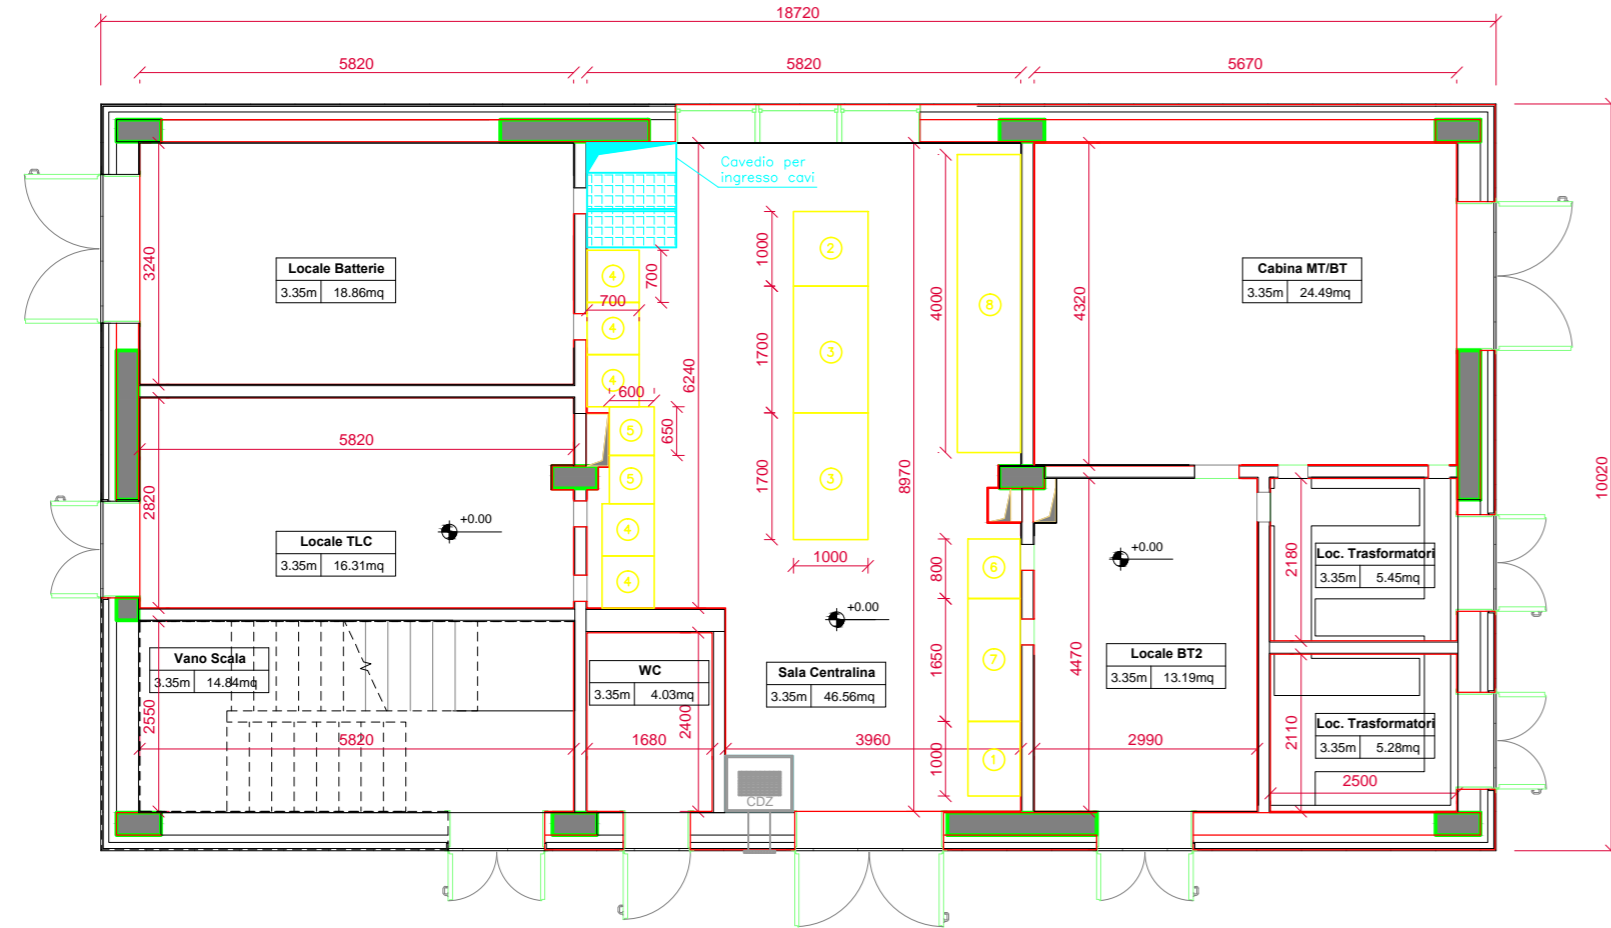 18720
5820
5820
5670
Cavedio per
ingresso cavi
Locale Batterie
3.35m 18.86mq
3240
4
700
700
4
4
600
5
650
5
4
4
6240
1000
2
1700
3
1700
3
1000
8970
4000
8
Cabina MT/BT
3.35m 24.49mq
4320
10020
5820
2820
Locale TLC
3.35m 16.31mq
+0.00
+0.00
+0.00
800
6
1650
7
1000
1
Loc. Trasformatori
3.35m 5.45mq
2180
Vano Scala
3.35m 14.84mq
2550
5820
WC
3.35m 4.03mq
2400
1680
Sala Centralina
3.35m 46.56mq
3960
Locale BT2
3.35m 13.19mq
4470
2990
Loc. Trasformatori
3.35m 5.28mq
2110
2500
CDZ